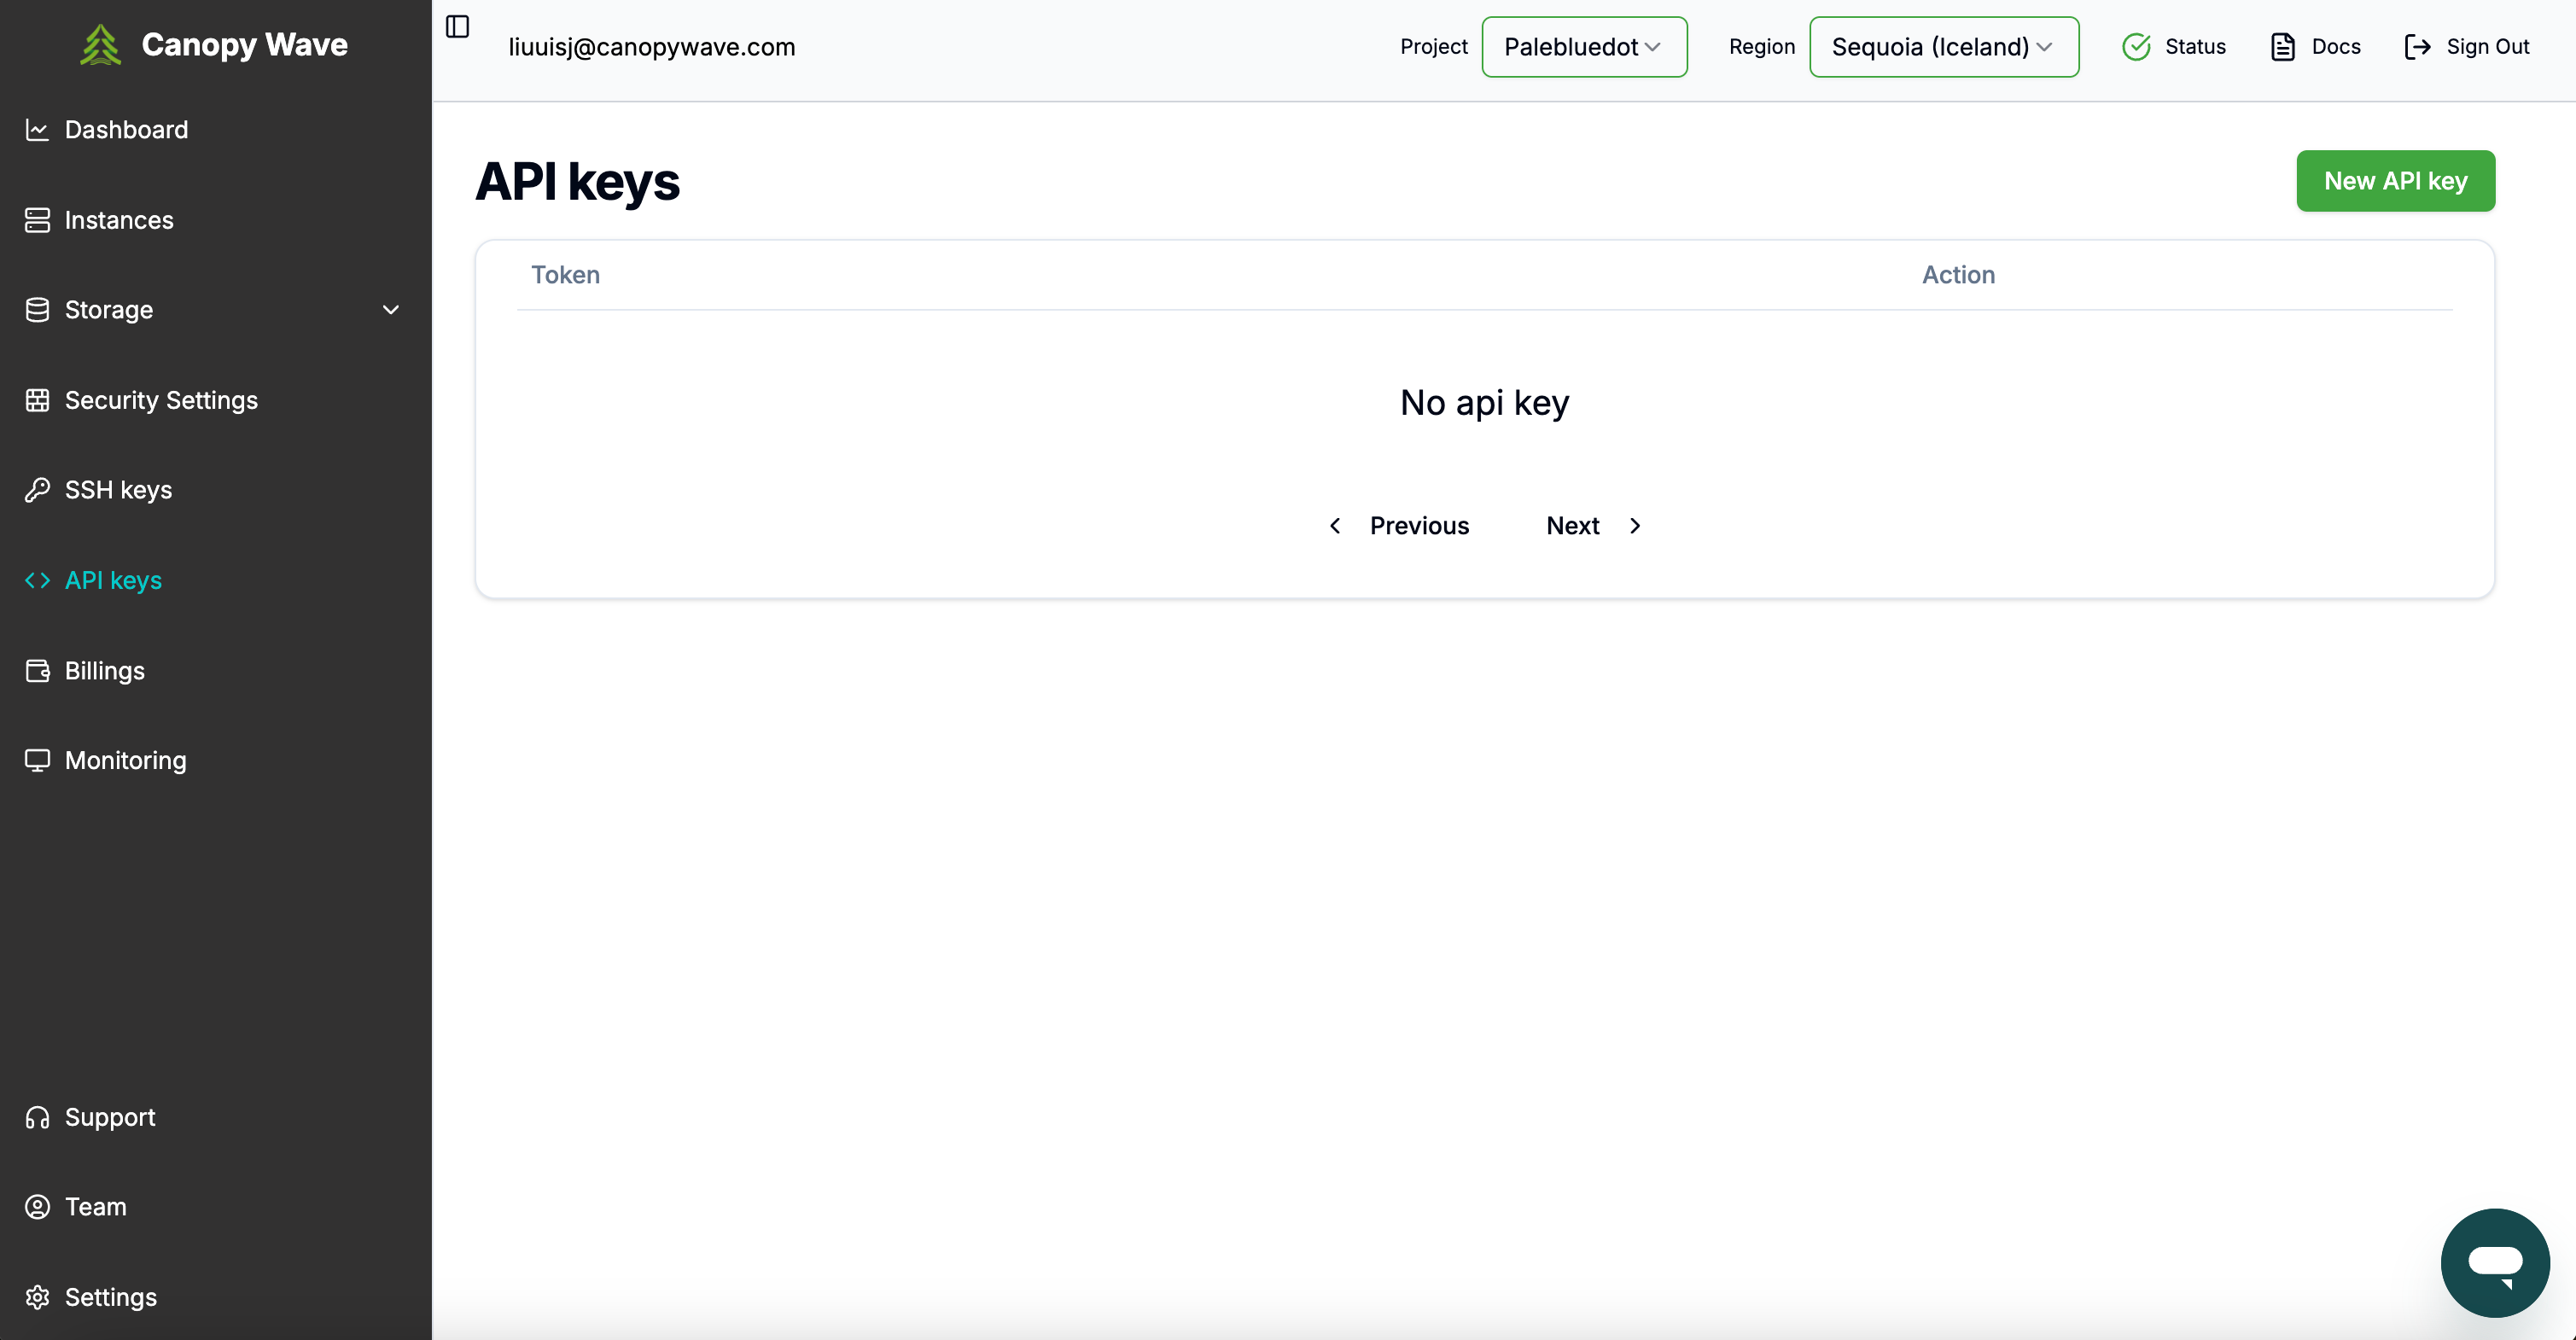 Canopy Wave
Dashboard
Instances
Storage
Security Settings
SSH keys
API keys
Billings
Monitoring
Support
Team
Settings
liuuisj@canopywave.com
Project Palebluedot Region Sequoia (Iceland) Status Docs Sign Out
API keys
New API key
Token Action
No api key
Previous Next